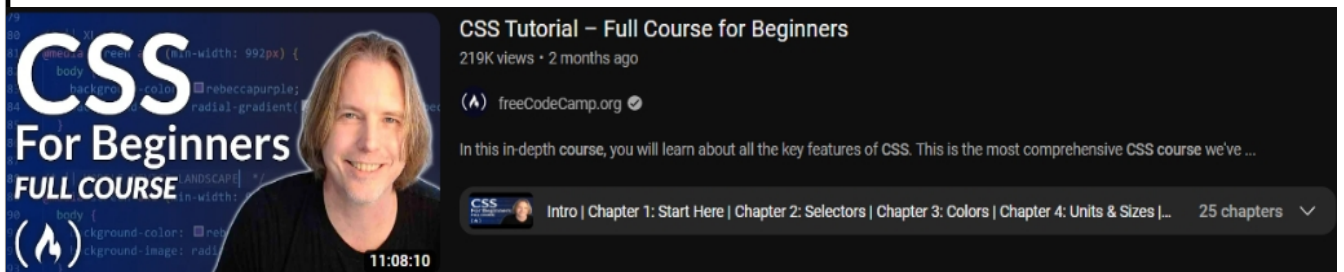 CSS
For Beginners
FULL COURSE
11:08:10
CSS Tutorial – Full Course for Beginners
219K views • 2 months ago
freeCodeCamp.org
In this in-depth course, you will learn about all the key features of CSS. This is the most comprehensive CSS course we've ...
Intro | Chapter 1: Start Here | Chapter 2: Selectors | Chapter 3: Colors | Chapter 4: Units & Sizes |... 25 chapters